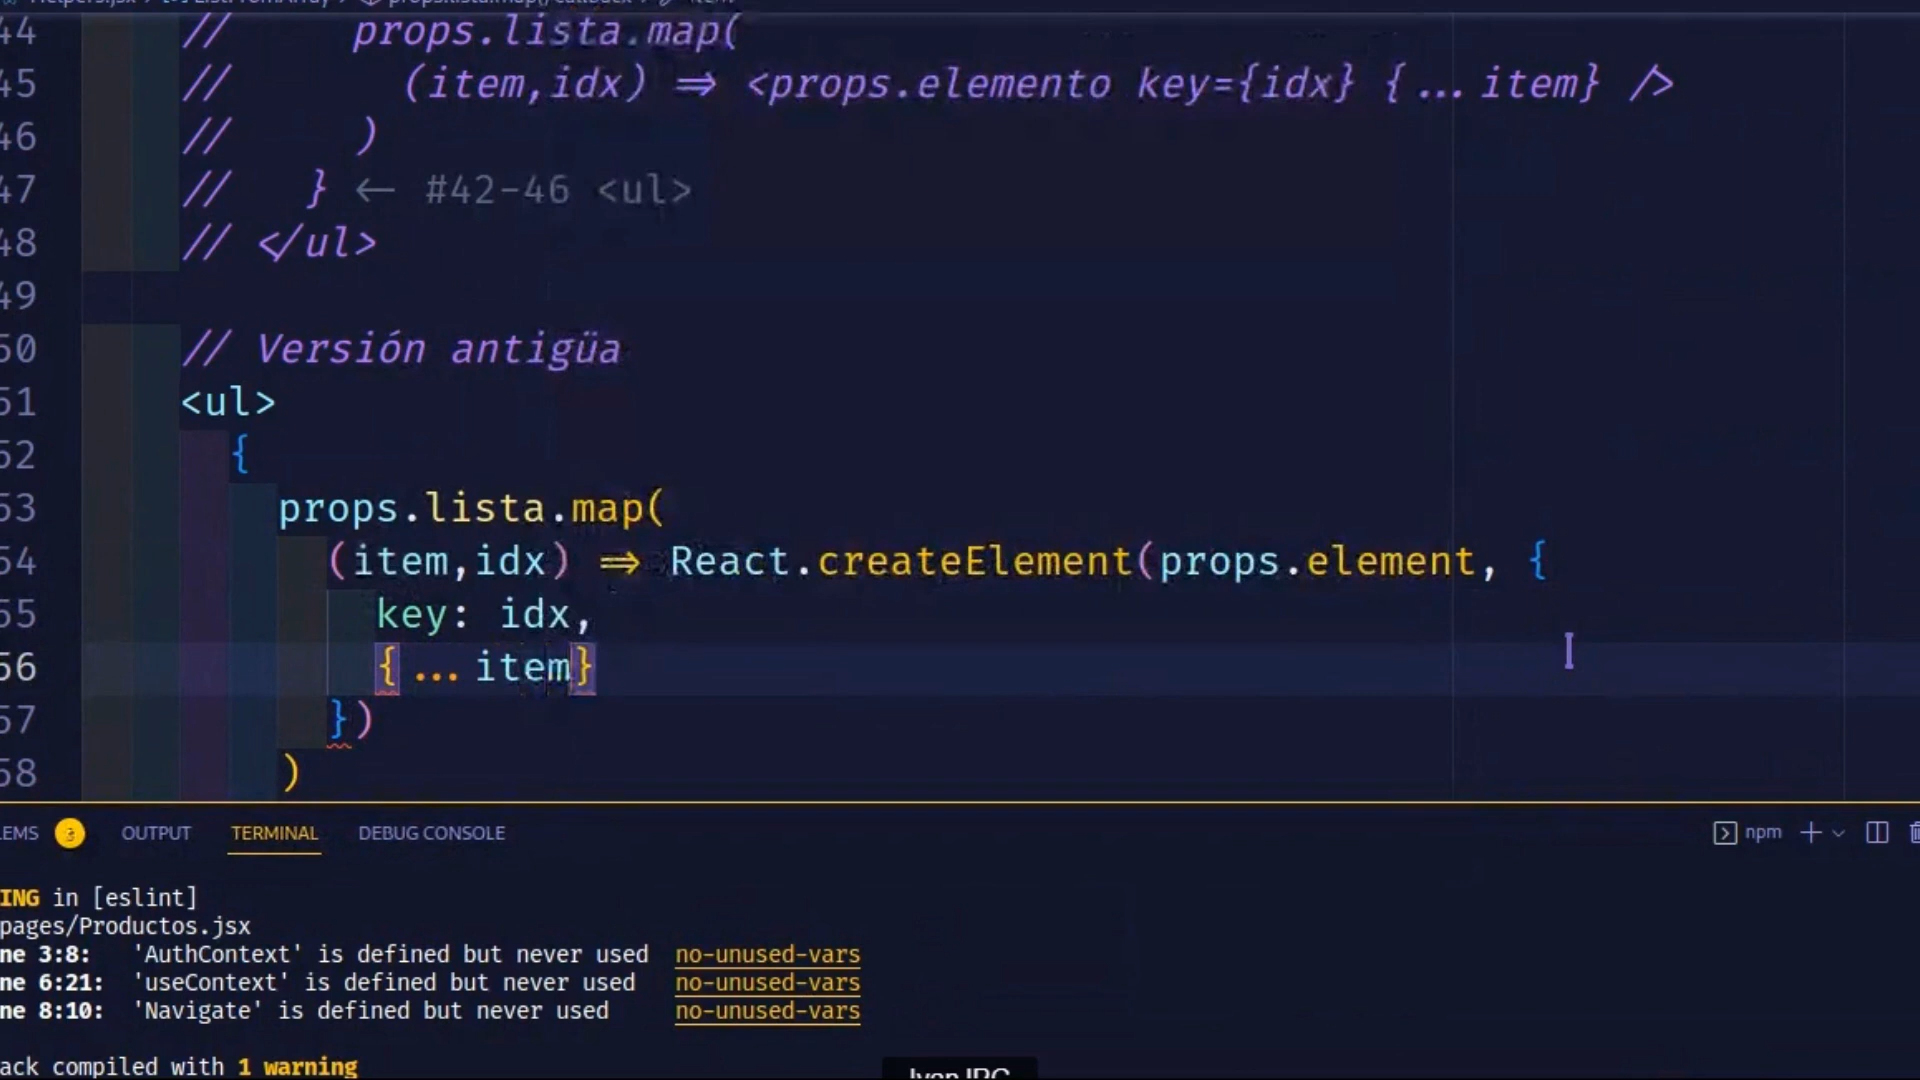 44 // props.lista.map(
45 // (item,idx) => <props.elemento key={idx} {...item} />
46 // )
47 // } <- #42-46 <ul>
48 // </ul>
49
50 // Versión antigüa
51 <ul>
52 {
53 props.lista.map(
54 (item,idx) => React.createElement(props.element, {
55 key: idx,
56 {...item}
57 })
58 )
LEMS 3 OUTPUT TERMINAL DEBUG CONSOLE npm
ING in [eslint]
pages/Productos.jsx
ne 3:8: 'AuthContext' is defined but never used no-unused-vars
ne 6:21: 'useContext' is defined but never used no-unused-vars
ne 8:10: 'Navigate' is defined but never used no-unused-vars
ack compiled with 1 warning